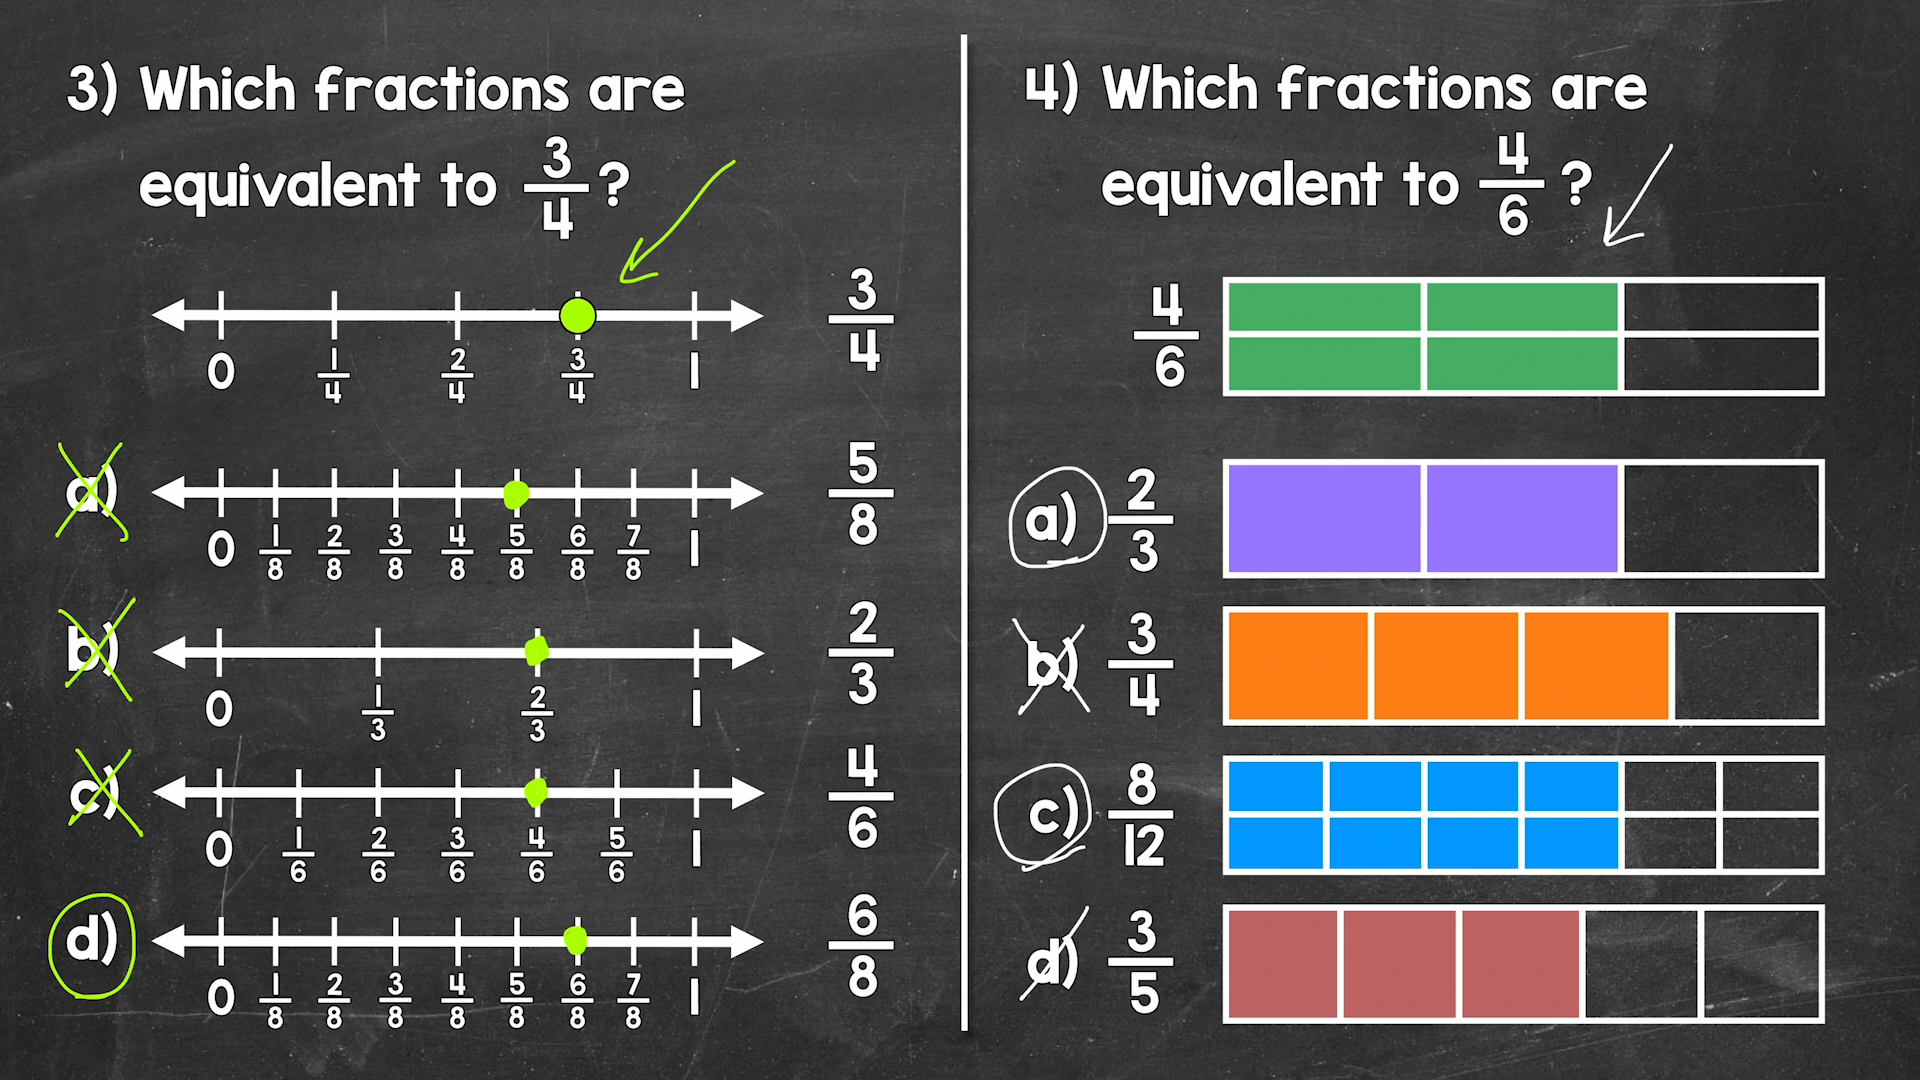 3) Which fractions are
equivalent to 3/4 ?
3/4
0 1/4 2/4 3/4 1
a) 5/8
0 1/8 2/8 3/8 4/8 5/8 6/8 7/8 1
b) 2/3
0 1/3 2/3 1
c) 4/6
0 1/6 2/6 3/6 4/6 5/6 1
d) 6/8
0 1/8 2/8 3/8 4/8 5/8 6/8 7/8 1
4) Which fractions are
equivalent to 4/6 ?
4/6
a) 2/3
b) 3/4
c) 8/12
d) 3/5